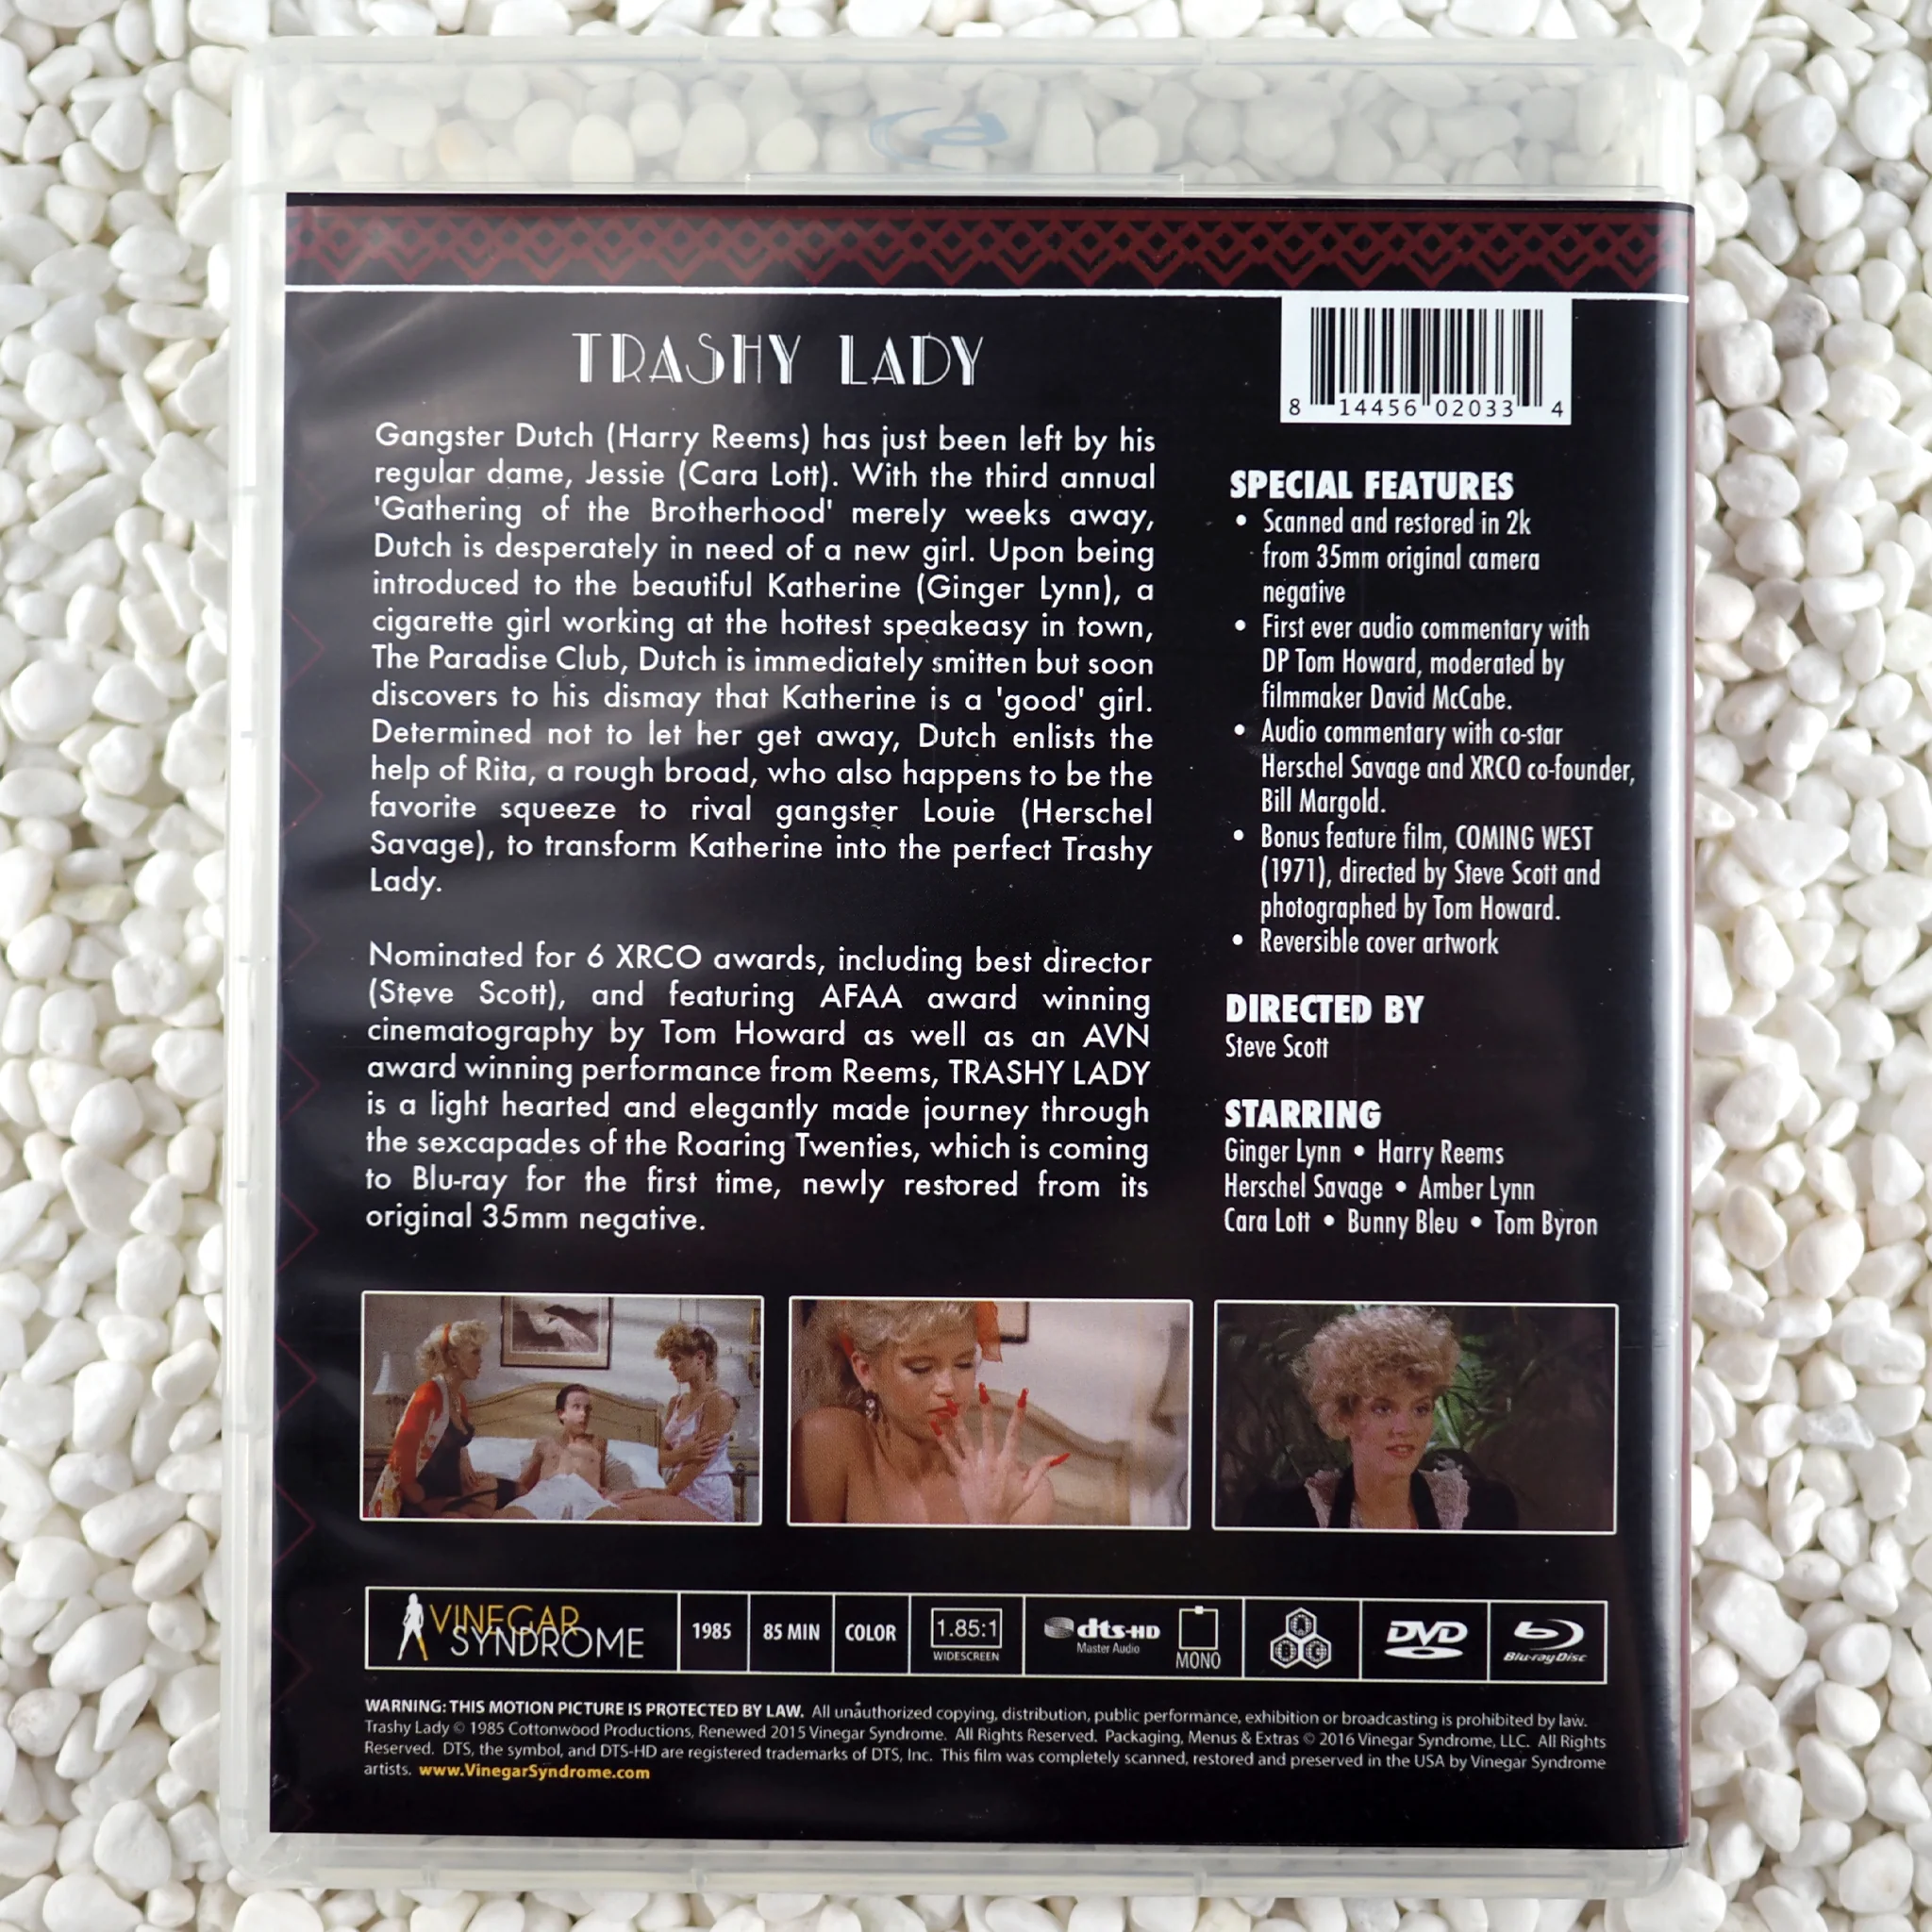 TRASHY LADY
Gangster Dutch (Harry Reems) has just been left by his
regular dame, Jessie (Cara Lott). With the third annual
'Gathering of the Brotherhood' merely weeks away,
Dutch is desperately in need of a new girl. Upon being
introduced to the beautiful Katherine (Ginger Lynn), a
cigarette girl working at the hottest speakeasy in town,
The Paradise Club, Dutch is immediately smitten but soon
discovers to his dismay that Katherine is a 'good' girl.
Determined not to let her get away, Dutch enlists the
help of Rita, a rough broad, who also happens to be the
favorite squeeze to rival gangster Louie (Herschel
Savage), to transform Katherine into the perfect Trashy
Lady.
Nominated for 6 XRCO awards, including best director
(Steve Scott), and featuring AFAA award winning
cinematography by Tom Howard as well as an AVN
award winning performance from Reems, TRASHY LADY
is a light hearted and elegantly made journey through
the sexcapades of the Roaring Twenties, which is coming
to Blu-ray for the first time, newly restored from its
original 35mm negative.
8 14456 02033 4
SPECIAL FEATURES
• Scanned and restored in 2k
from 35mm original camera
negative
• First ever audio commentary with
DP Tom Howard, moderated by
filmmaker David McCabe.
• Audio commentary with co-star
Herschel Savage and XRCO co-founder,
Bill Margold.
• Bonus feature film, COMING WEST
(1971), directed by Steve Scott and
photographed by Tom Howard.
• Reversible cover artwork
DIRECTED BY
Steve Scott
STARRING
Ginger Lynn • Harry Reems
Herschel Savage • Amber Lynn
Cara Lott • Bunny Bleu • Tom Byron
VINEGAR
SYNDROME
1985
85 MIN
COLOR
1.85:1
WIDESCREEN
dts-HD
Master Audio
MONO
DVD
Blu-ray Disc
WARNING: THIS MOTION PICTURE IS PROTECTED BY LAW. All unauthorized copying, distribution, public performance, exhibition or broadcasting is prohibited by law.
Trashy Lady © 1985 Cottonwood Productions, Renewed 2015 Vinegar Syndrome. All Rights Reserved. Packaging, Menus & Extras © 2016 Vinegar Syndrome, LLC. All Rights
Reserved. DTS, the symbol, and DTS-HD are registered trademarks of DTS, Inc. This film was completely scanned, restored and preserved in the USA by Vinegar Syndrome
artists. www.VinegarSyndrome.com